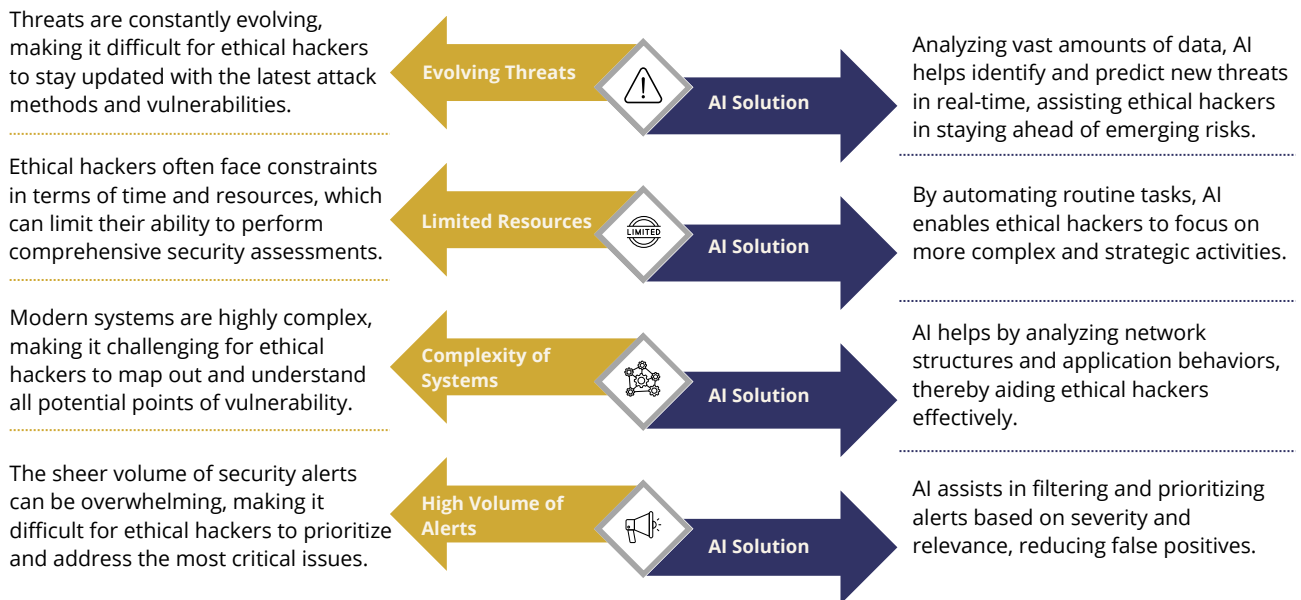 Threats are constantly evolving,
making it difficult for ethical hackers
to stay updated with the latest attack
methods and vulnerabilities.
Evolving Threats
AI Solution
Analyzing vast amounts of data, AI
helps identify and predict new threats
in real-time, assisting ethical hackers
in staying ahead of emerging risks.
Ethical hackers often face constraints
in terms of time and resources, which
can limit their ability to perform
comprehensive security assessments.
Limited Resources
LIMITED
AI Solution
By automating routine tasks, AI
enables ethical hackers to focus on
more complex and strategic activities.
Modern systems are highly complex,
making it challenging for ethical
hackers to map out and understand
all potential points of vulnerability.
Complexity of
Systems
AI Solution
AI helps by analyzing network
structures and application behaviors,
thereby aiding ethical hackers
effectively.
The sheer volume of security alerts
can be overwhelming, making it
difficult for ethical hackers to prioritize
and address the most critical issues.
High Volume of
Alerts
AI Solution
AI assists in filtering and prioritizing
alerts based on severity and
relevance, reducing false positives.